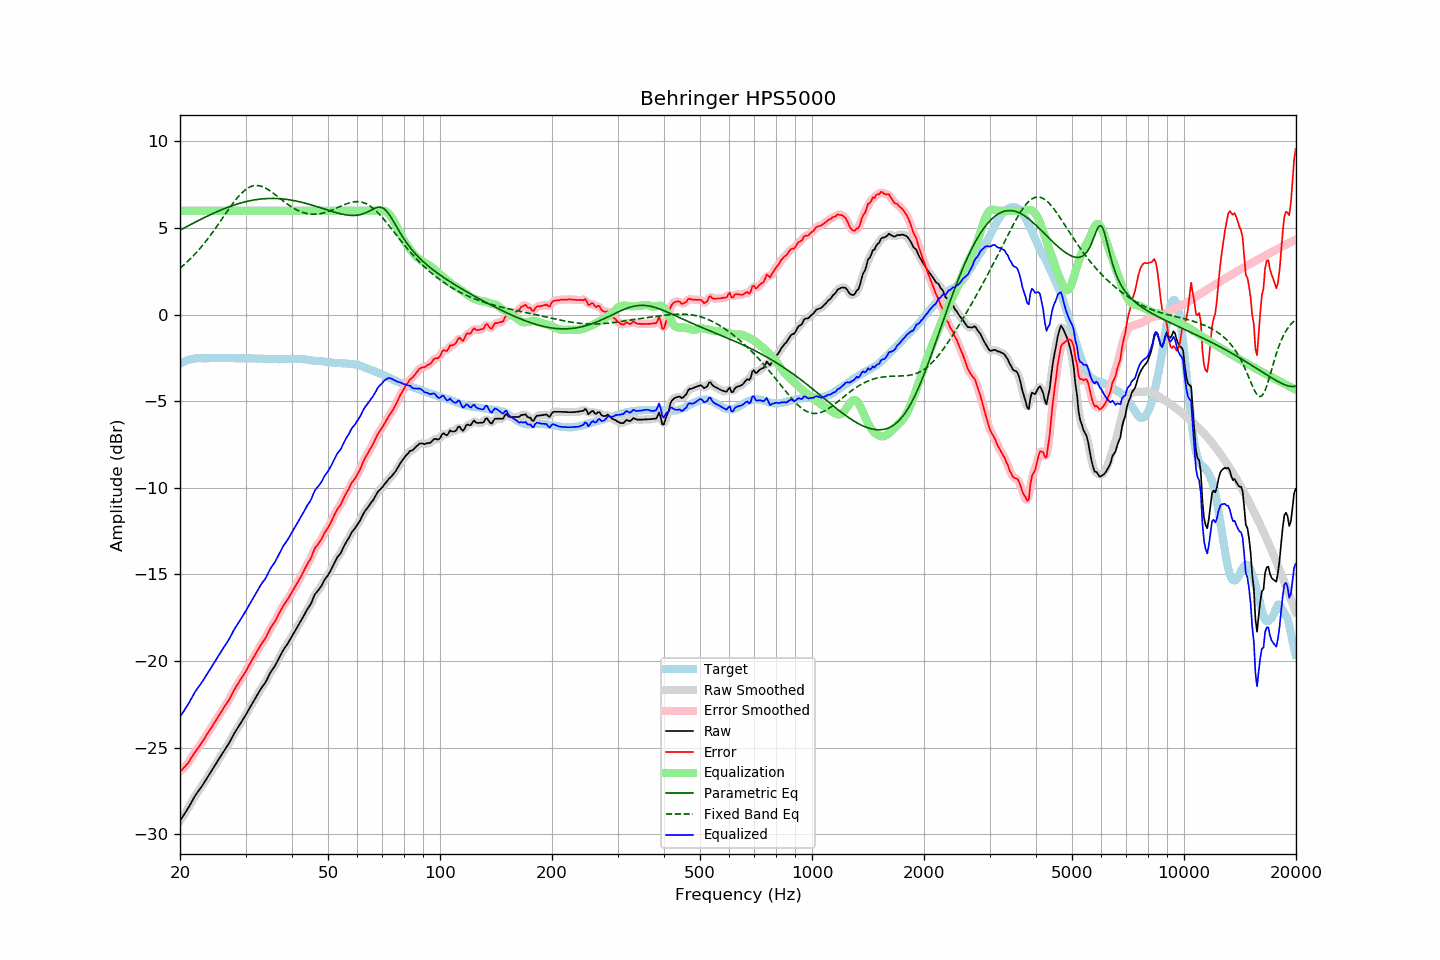 Behringer HPS5000
Amplitude (dBr)
10
5
0
−5
−10
−15
−20
−25
−30
Target
Raw Smoothed
Error Smoothed
Raw
Error
Equalization
Parametric Eq
Fixed Band Eq
Equalized
20 50 100 200 500 1000 2000 5000 10000 20000
Frequency (Hz)